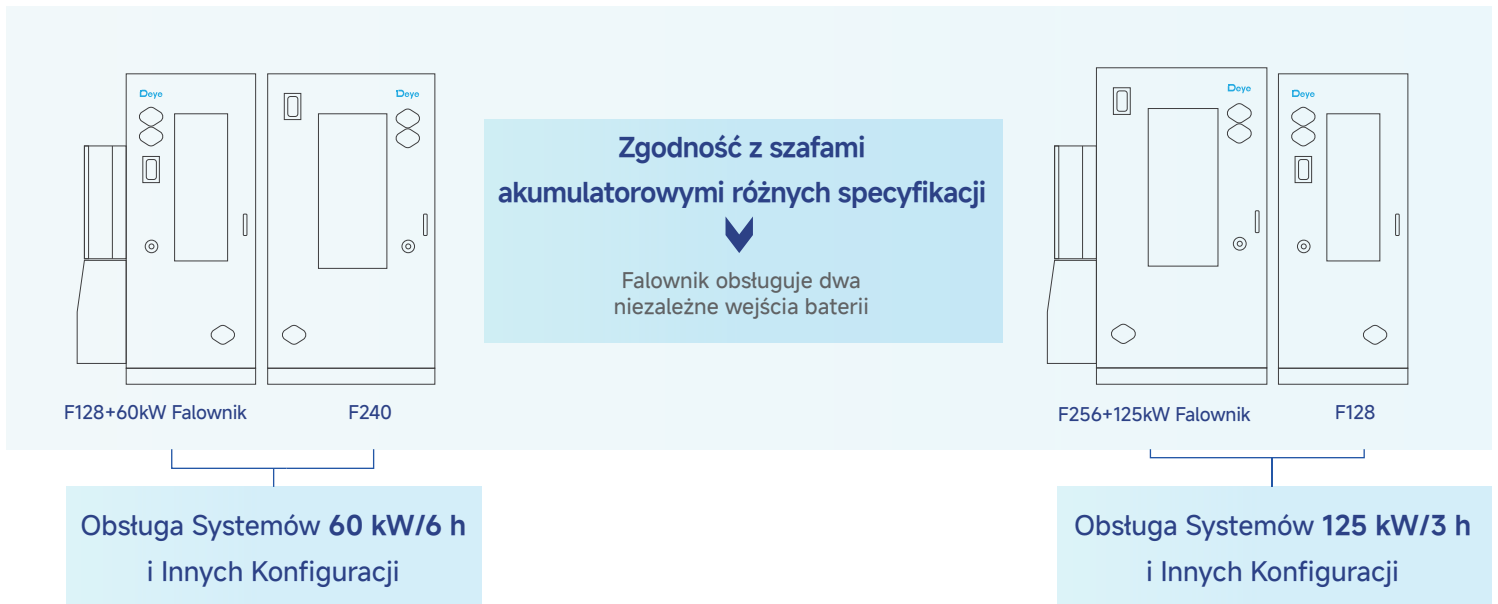 Deye
Deye
Deye
Deye
Zgodność z szafami
akumulatorowymi różnych specyfikacji
Falownik obsługuje dwa
niezależne wejścia baterii
F128+60kW Falownik
F240
F256+125kW Falownik
F128
Obsługa Systemów 60 kW/6 h
i Innych Konfiguracji
Obsługa Systemów 125 kW/3 h
i Innych Konfiguracji